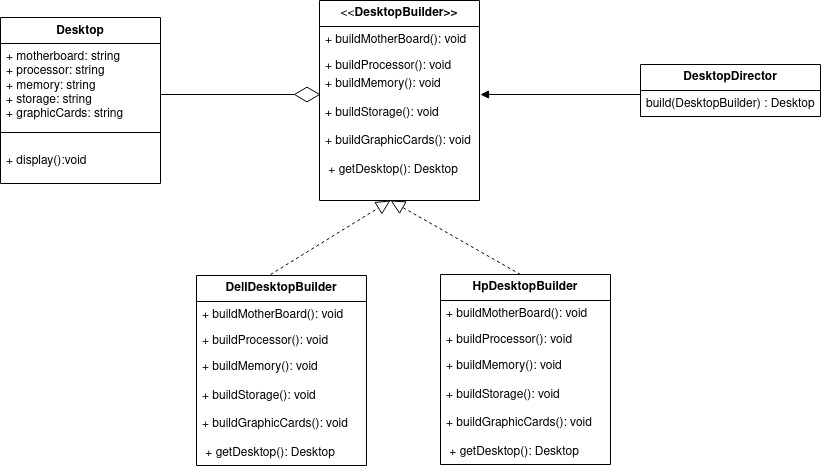 Desktop
+ motherboard: string
+ processor: string
+ memory: string
+ storage: string
+ graphicCards: string
+ display():void
<<DesktopBuilder>>
+ buildMotherBoard(): void
+ buildProcessor(): void
+ buildMemory(): void
+ buildStorage(): void
+ buildGraphicCards(): void
+ getDesktop(): Desktop
DesktopDirector
build(DesktopBuilder) : Desktop
DellDesktopBuilder
+ buildMotherBoard(): void
+ buildProcessor(): void
+ buildMemory(): void
+ buildStorage(): void
+ buildGraphicCards(): void
+ getDesktop(): Desktop
HpDesktopBuilder
+ buildMotherBoard(): void
+ buildProcessor(): void
+ buildMemory(): void
+ buildStorage(): void
+ buildGraphicCards(): void
+ getDesktop(): Desktop